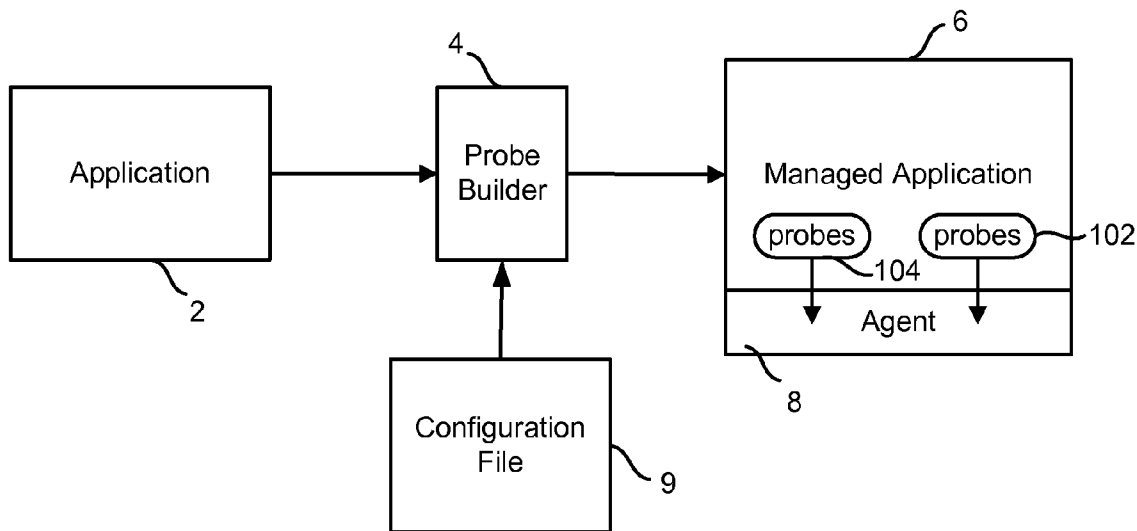 6
4
Application
Probe
Builder
Managed Application
probes
probes
102
104
2
Agent
8
Configuration
File
9